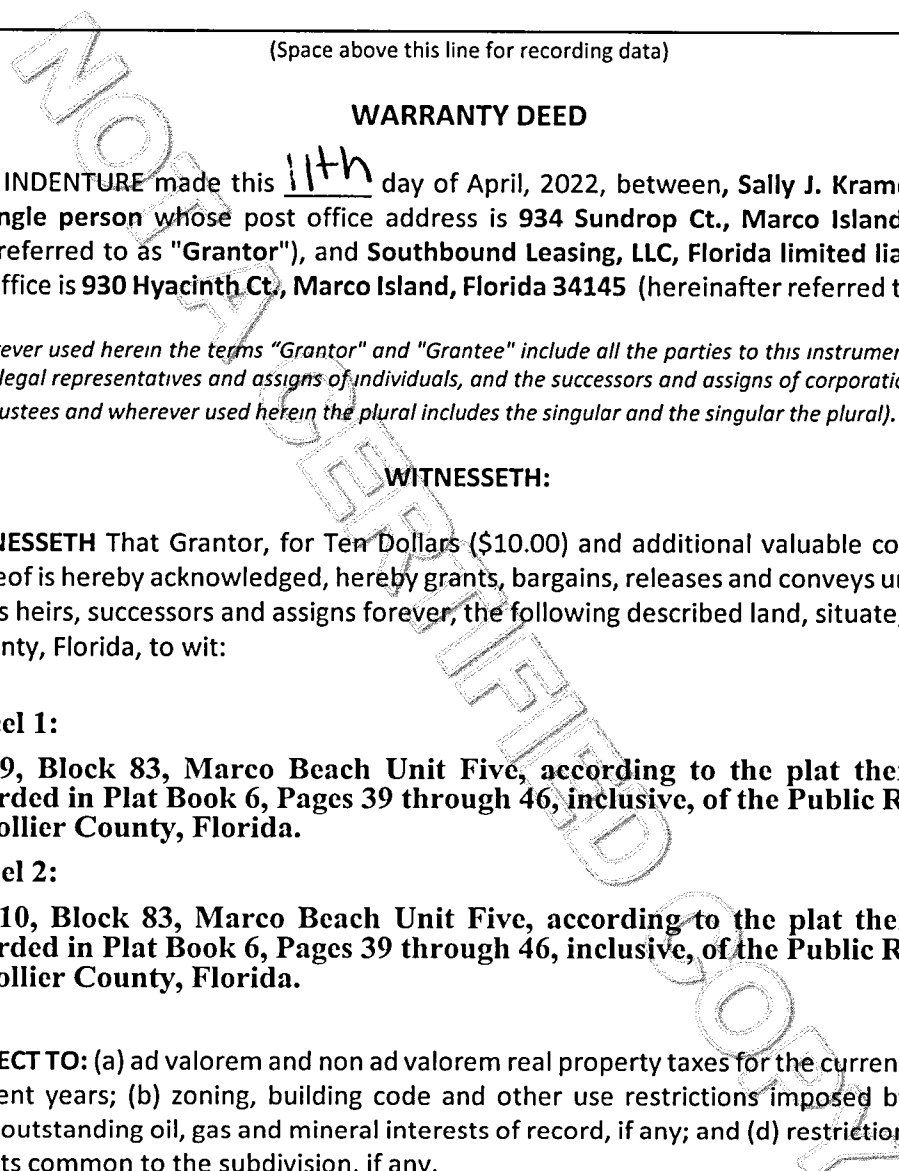 (Space above this line for recording data)
WARRANTY DEED
INDENTURE made this 11th day of April, 2022, between, Sally J. Kram
ngle person whose post office address is 934 Sundrop Ct., Marco Island
referred to as "Grantor"), and Southbound Leasing, LLC, Florida limited lia
ffice is 930 Hyacinth Ct., Marco Island, Florida 34145 (hereinafter referred t
ever used herein the terms "Grantor" and "Grantee" include all the parties to this instrumen
legal representatives and assigns of individuals, and the successors and assigns of corporatio
ustees and wherever used herein the plural includes the singular and the singular the plural).
WITNESSETH:
NESSETH That Grantor, for Ten Dollars ($10.00) and additional valuable co
eof is hereby acknowledged, hereby grants, bargains, releases and conveys u
s heirs, successors and assigns forever, the following described land, situate,
nty, Florida, to wit:
cel 1:
9, Block 83, Marco Beach Unit Five, according to the plat the
rded in Plat Book 6, Pages 39 through 46, inclusive, of the Public R
ollier County, Florida.
el 2:
10, Block 83, Marco Beach Unit Five, according to the plat the
rded in Plat Book 6, Pages 39 through 46, inclusive, of the Public R
ollier County, Florida.
ECT TO: (a) ad valorem and non ad valorem real property taxes for the curren
ent years; (b) zoning, building code and other use restrictions imposed b
outstanding oil, gas and mineral interests of record, if any; and (d) restriction
ts common to the subdivision, if any.
NOT A CERTIFIED COPY